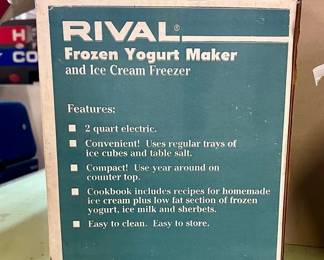 H
CO
RIVAL®
Frozen Yogurt Maker
and Ice Cream Freezer
Features:
■ 2 quart electric.
■ Convenient! Uses regular trays of
ice cubes and table salt.
■ Compact! Use year around on
counter top.
■ Cookbook includes recipes for homemade
ice cream plus low fat section of frozen
yogurt, ice milk and sherbets.
■ Easy to clean. Easy to store.